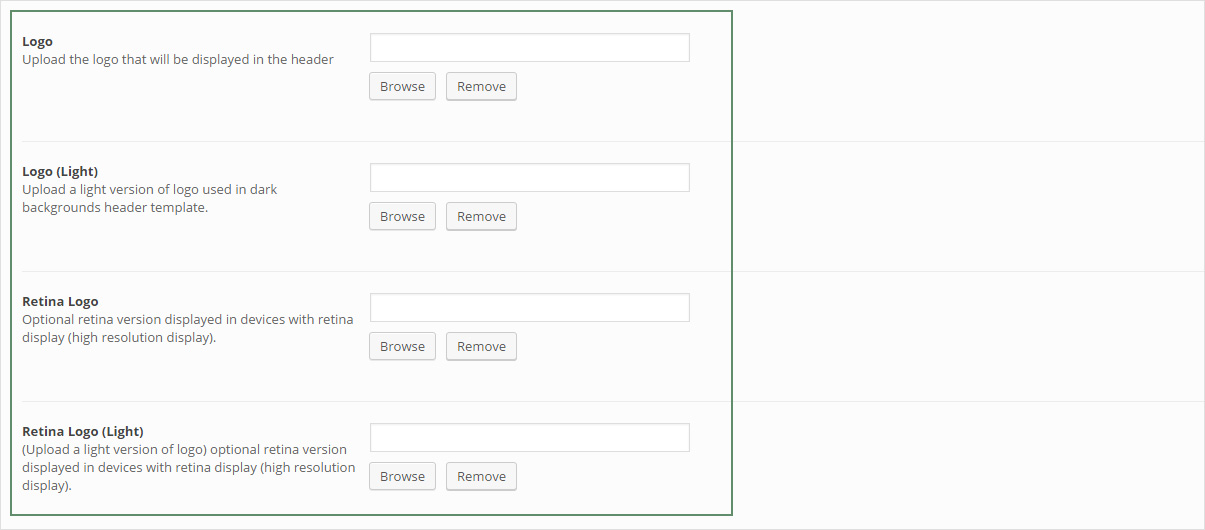 Logo
Upload the logo that will be displayed in the header
Browse Remove
Logo (Light)
Upload a light version of logo used in dark
backgrounds header template.
Browse Remove
Retina Logo
Optional retina version displayed in devices with retina
display (high resolution display).
Browse Remove
Retina Logo (Light)
(Upload a light version of logo) optional retina version
displayed in devices with retina display (high resolution
display).
Browse Remove